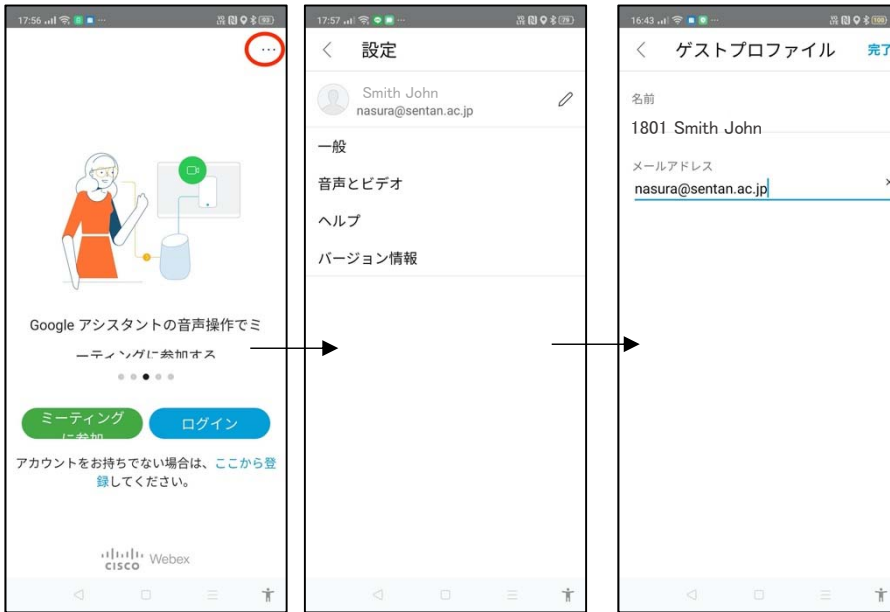 17:56
83
Google アシスタントの音声操作でミ
ーティングに参加する
ミーティング
に参加
ログイン
アカウントをお持ちでない場合は、ここから登
録してください。
cisco Webex
17:57
79
設定
Smith John
nasura@sentan.ac.jp
一般
音声とビデオ
ヘルプ
バージョン情報
16:43
100
ゲストプロファイル
完了
名前
1801 Smith John
メールアドレス
nasura@sentan.ac.jp